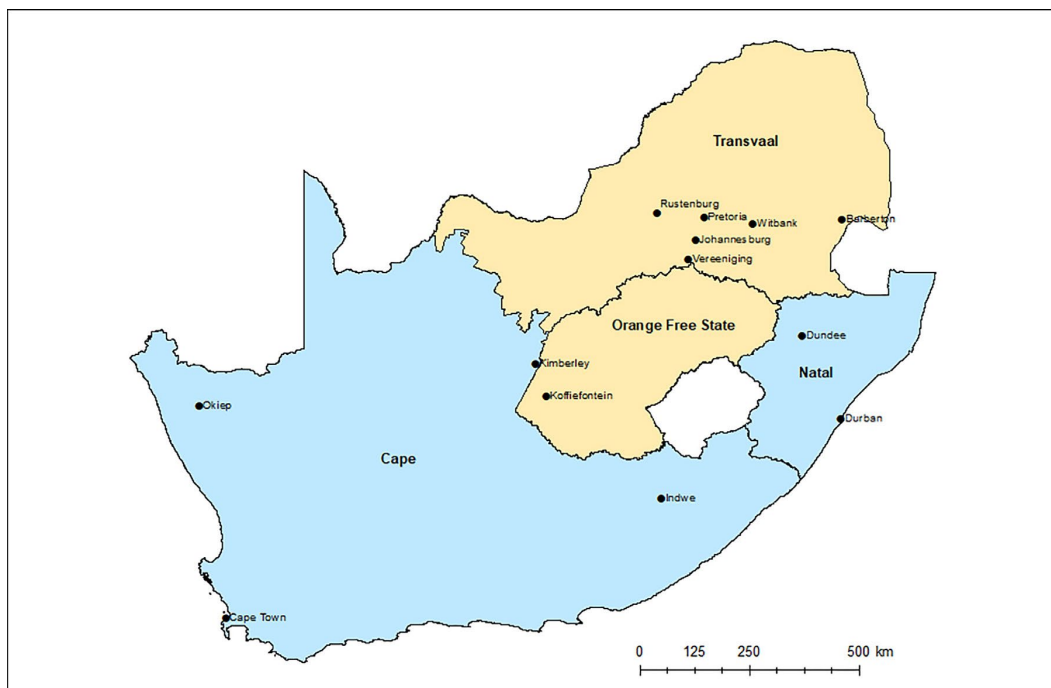 Transvaal
Rustenburg
Pretoria
Witbank
Barberton
Johannesburg
Vereeniging
Orange Free State
Dundee
Kimberley
Natal
Koffiefontein
Okiep
Durban
Cape
Indwe
Cape Town
0 125 250 500 km